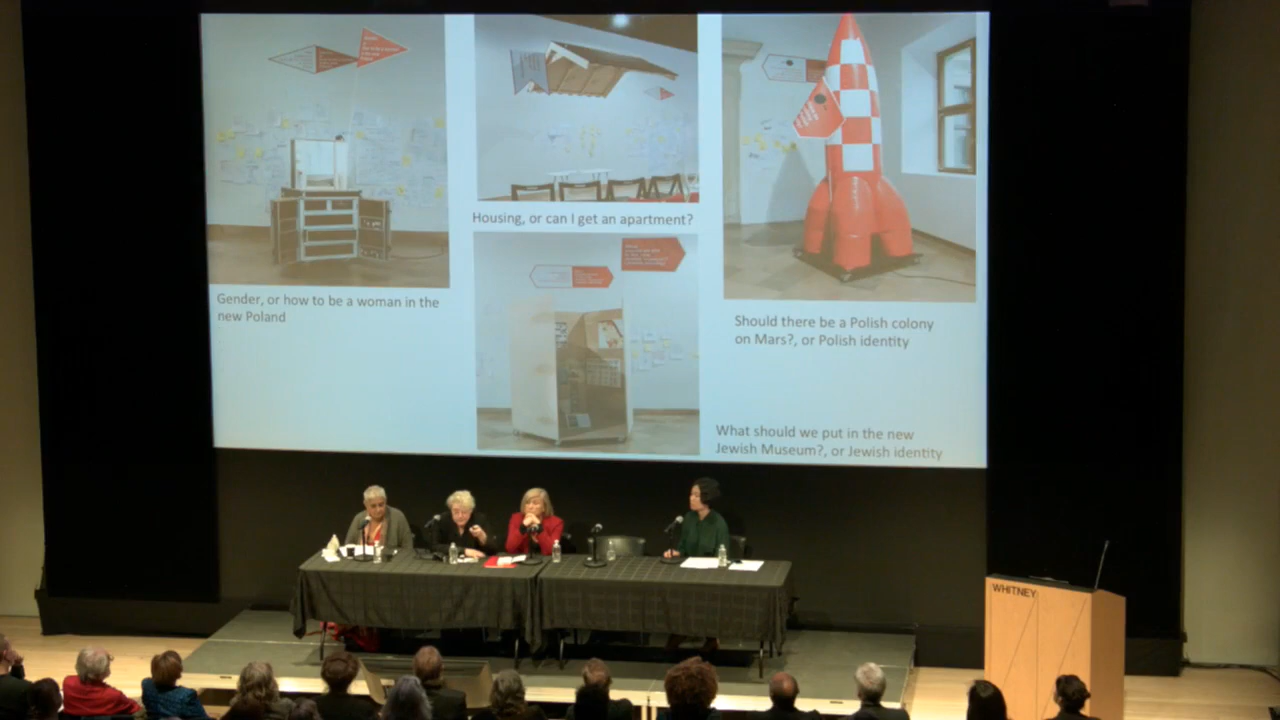 Gender, or how to be a woman in the
new Poland
Housing, or can I get an apartment?
Should there be a Polish colony
on Mars?, or Polish identity
What should we put in the new
Jewish Museum?, or Jewish identity
WHITNEY